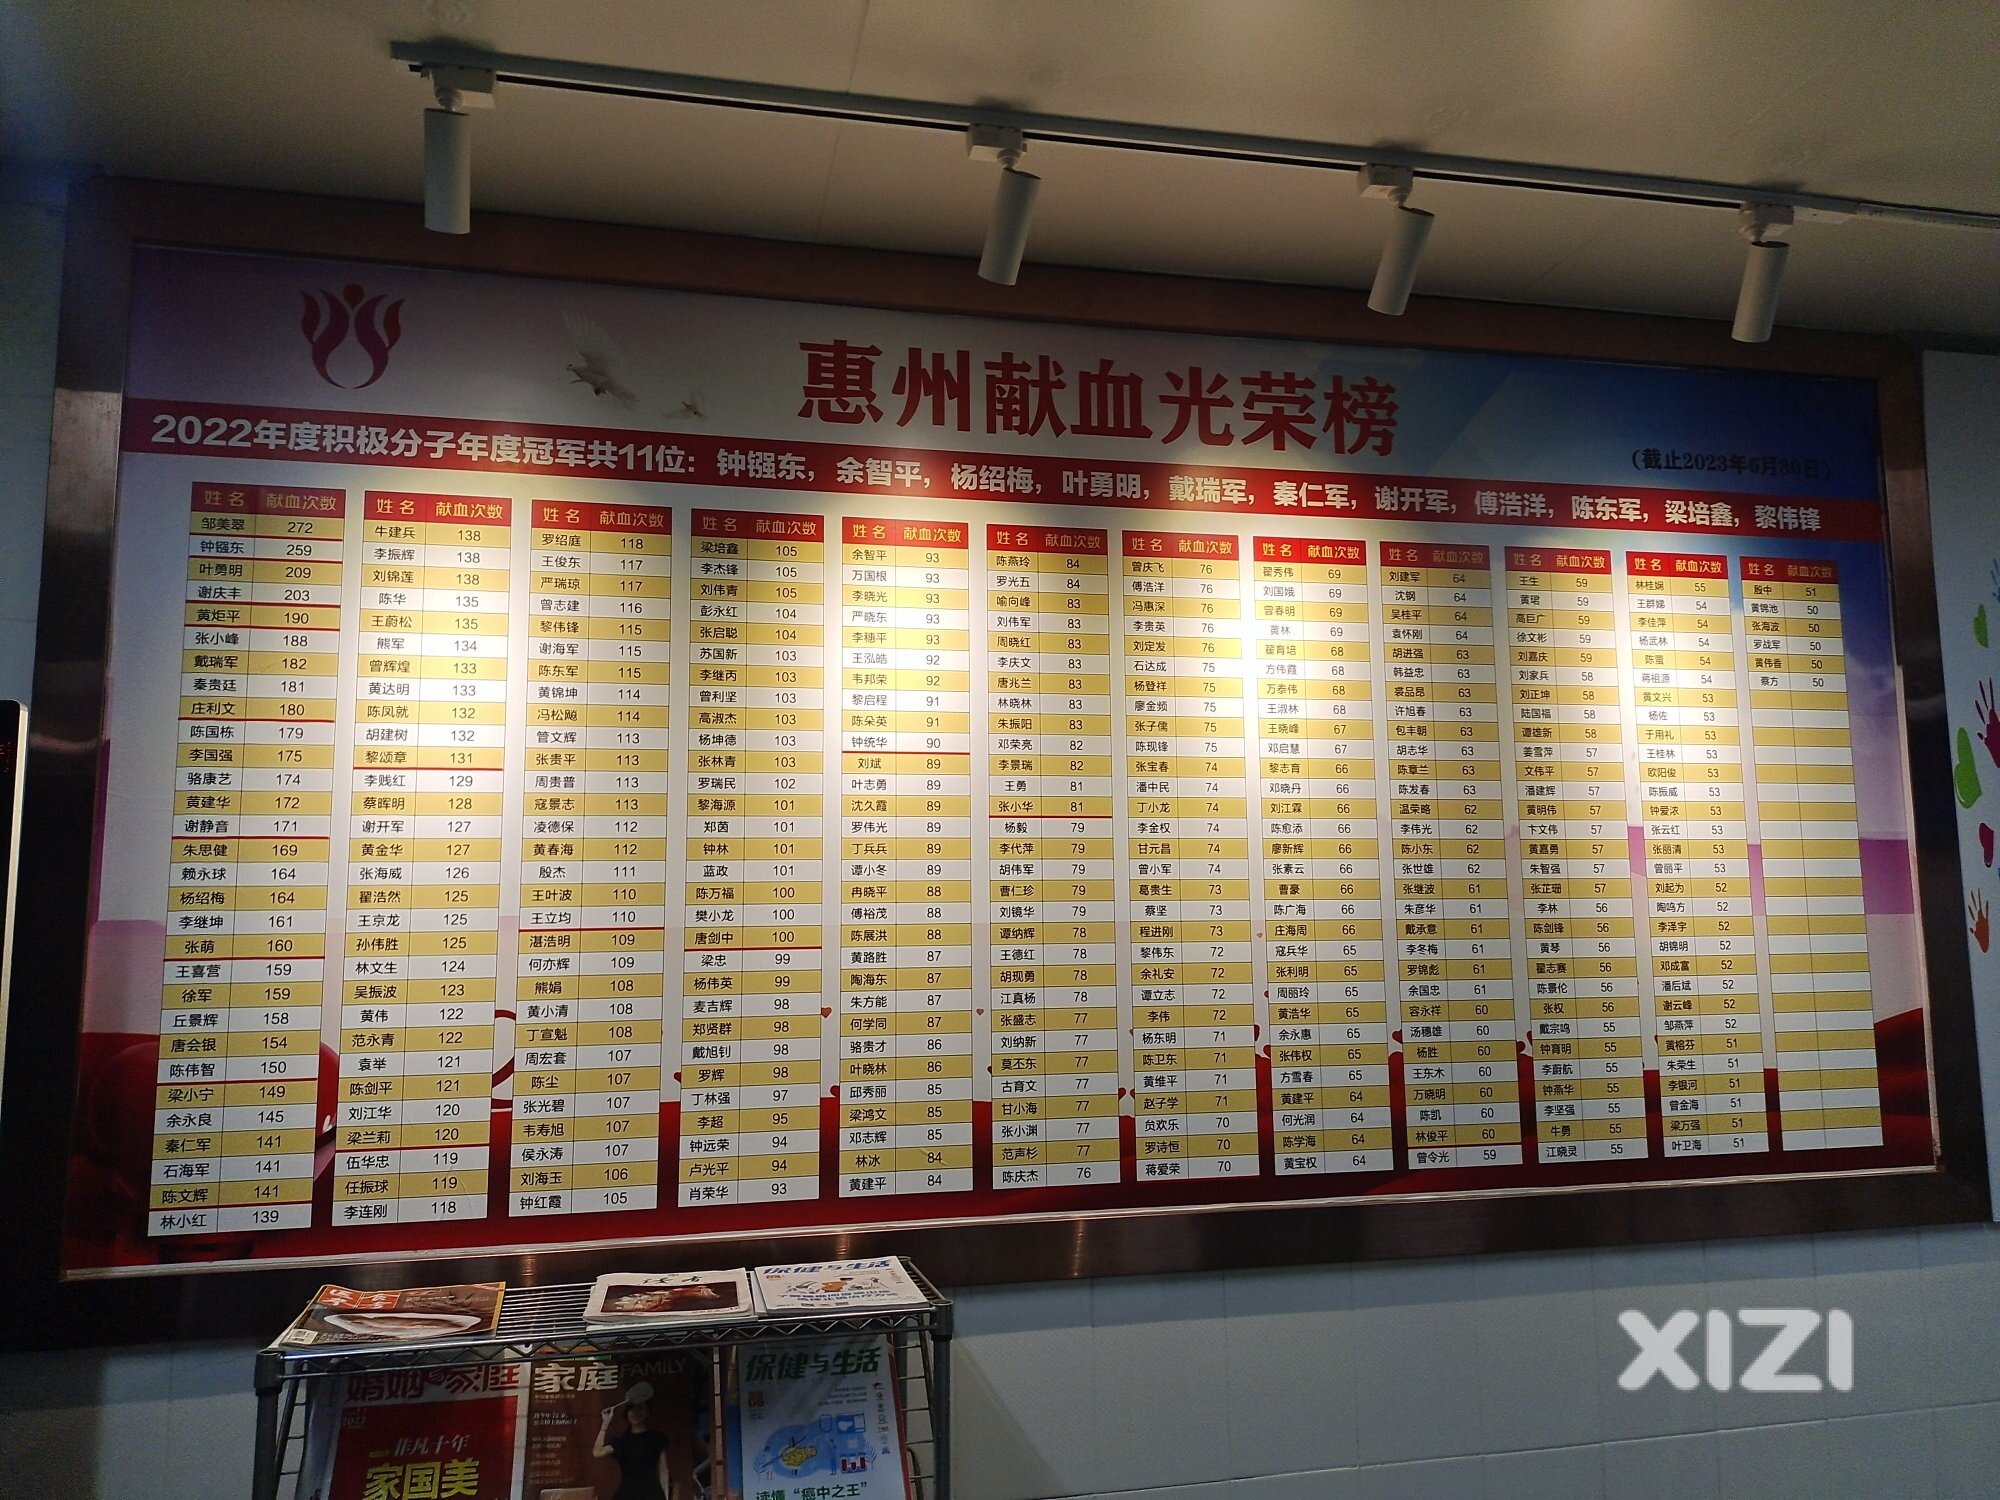 惠州献血光荣榜
(截止2023年6月30日)
2022年度积极分子年度冠军共11位：钟镪东，余智平，杨绍梅，叶勇明，戴瑞军，秦仁军，谢开军，傅浩洋，陈东军，梁培鑫，黎伟锋
姓名 献血次数
邹美翠 272
钟镪东 259
叶勇明 209
谢庆丰 203
黄炬平 190
张小峰 188
戴瑞军 182
秦贵廷 181
庄利文 180
陈国栋 179
李国强 175
骆康艺 174
黄建华 172
谢静音 171
朱思健 169
赖永球 164
杨绍梅 164
李继坤 161
张萌 160
王喜营 159
徐军 159
丘景辉 158
唐会银 154
陈伟智 150
梁小宁 149
余永良 145
秦仁军 141
石海军 141
陈文辉 141
林小红 139
姓名 献血次数
牛建兵 138
李振辉 138
刘锦莲 138
陈华 135
王蔚松 135
熊军 134
曾辉煌 133
黄达明 133
陈凤就 132
胡建树 132
黎颂章 131
李贱红 129
蔡晖明 128
谢开军 127
黄金华 127
张海威 126
翟浩然 125
王京龙 125
孙伟胜 125
林文生 124
吴振波 123
黄伟 122
范永青 122
袁举 121
陈剑平 121
刘江华 120
梁兰莉 120
伍华忠 119
任振球 119
李连刚 118
姓名 献血次数
罗绍庭 118
王俊东 117
严瑞琼 117
曾志建 116
黎伟锋 115
谢海军 115
陈东军 115
黄锦坤 114
冯松飚 114
管文辉 113
张贵平 113
周贵普 113
寇景志 113
凌德保 112
黄春海 112
殷杰 111
王叶波 110
王立均 110
湛浩明 109
何亦辉 109
熊娟 108
黄小清 108
丁宣魁 108
周宏套 107
陈尘 107
张光碧 107
韦寿旭 107
侯永涛 107
刘海玉 106
钟红霞 105
姓名 献血次数
梁培鑫 105
李杰锋 105
刘伟青 105
彭永红 104
张启聪 104
苏国新 103
李继丙 103
曾利坚 103
高淑杰 103
杨坤德 103
张林青 103
罗瑞民 102
黎海源 101
郑茵 101
钟林 101
蓝政 101
陈万福 100
樊小龙 100
唐剑中 100
梁忠 99
杨伟英 99
麦吉辉 98
郑贤群 98
戴旭钊 98
罗辉 98
丁林强 97
李超 95
钟远荣 94
卢光平 94
肖荣华 93
姓名 献血次数
余智平 93
万国根 93
李晓光 93
严晓东 93
李穗平 93
王泓皓 92
韦邦荣 92
黎启程 91
陈朵英 91
钟统华 90
刘斌 89
叶志勇 89
沈久霞 89
罗伟光 89
丁兵兵 89
谭小冬 89
冉晓平 88
傅裕茂 88
陈展洪 88
黄路胜 87
陶海东 87
朱方能 87
何学同 87
骆贵才 86
叶晓林 86
邱秀丽 85
梁鸿文 85
邓志辉 85
林冰 84
黄建平 84
姓名 献血次数
陈燕玲 84
罗光五 84
喻向峰 83
刘伟军 83
周晓红 83
李庆文 83
唐兆兰 83
林晓林 83
朱振阳 83
邓荣亮 82
李景瑞 82
王勇 81
张小华 81
杨毅 79
李代萍 79
胡伟军 79
曹仁珍 79
刘镜华 79
谭纳辉 78
王德红 78
胡现勇 78
江真杨 78
张盛志 77
刘纳新 77
莫丕东 77
古育文 77
甘小海 77
张小渊 77
范声杉 77
陈庆杰 76
姓名 献血次数
曾庆飞 76
傅浩洋 76
冯惠深 76
李贵英 76
刘定发 76
石达成 75
杨登祥 75
廖金频 75
张子儒 75
陈现锋 75
张宝春 74
潘中民 74
丁小龙 74
李金权 74
甘元昌 74
曾小军 74
葛贵生 73
蔡坚 73
程进刚 73
黎伟东 72
余礼安 72
谭立志 72
李伟 72
杨东明 71
陈卫东 71
黄维平 71
赵子学 71
贠欢乐 70
罗诗恒 70
蒋爱荣 70
姓名 献血次数
翟秀伟 69
刘国娥 69
曾春明 69
黄林 69
翟育培 68
方伟霞 68
万泰伟 68
王淑林 68
王晓峰 67
邓启慧 67
黎志育 66
邓晓丹 66
刘江霖 66
陈愈添 66
廖新辉 66
张素云 66
曹豪 66
陈广海 66
庄海周 66
寇兵华 65
张利明 65
周丽玲 65
黄浩华 65
余永惠 65
张伟权 65
方雪春 65
黄建平 64
何光润 64
陈学海 64
黄宝权 64
姓名 献血次数
刘建军 64
沈钢 64
吴桂平 64
袁怀刚 64
胡进强 63
韩益忠 63
裘品昂 63
许旭春 63
包丰朝 63
胡志华 63
陈章兰 63
陈发春 63
温荣略 62
李伟光 62
陈小东 62
张世雄 62
张继波 61
朱彦华 61
戴承意 61
李冬梅 61
罗锦彪 61
余国忠 61
容永祥 60
汤穗雄 60
杨胜 60
王东木 60
万晓明 60
陈凯 60
林俊平 60
曾令光 59
姓名 献血次数
王生 59
黄珺 59
高巨广 59
徐文彬 59
刘嘉庆 59
刘家兵 58
刘正坤 58
陆国福 58
谭雄新 58
姜雪萍 57
文伟平 57
潘建辉 57
黄明伟 57
卞文伟 57
黄嘉勇 57
朱智强 57
张芷珊 57
李林 56
陈剑锋 56
黄琴 56
翟志赛 56
陈景伦 56
张权 56
戴宗鸣 55
钟育明 55
李蔚航 55
钟燕华 55
李坚强 55
牛勇 55
江晓灵 55
姓名 献血次数
林桂娴 55
王群娣 54
李佳萍 54
杨武林 54
陈萤 54
蒋祖源 54
黄文兴 53
杨佐 53
于用礼 53
王桂林 53
欧阳俊 53
陈振威 53
钟爱浓 53
张云红 53
张丽清 53
曾丽平 53
刘起为 52
陶鸣方 52
李泽宇 52
胡锦明 52
邓成富 52
潘后斌 52
谢云峰 52
邹燕萍 52
黄榕芬 51
朱荣生 51
李银河 51
曾金海 51
梁万强 51
叶卫海 51
姓名 献血次数
殷中 51
黄锦池 50
张海波 50
罗战军 50
黄伟香 50
蔡方 50
读者
保健与生活
婚姻与家庭
2022
非凡十年
家国美
家庭 FAMILY
保健与生活
读懂“癌中之王”
XIZI